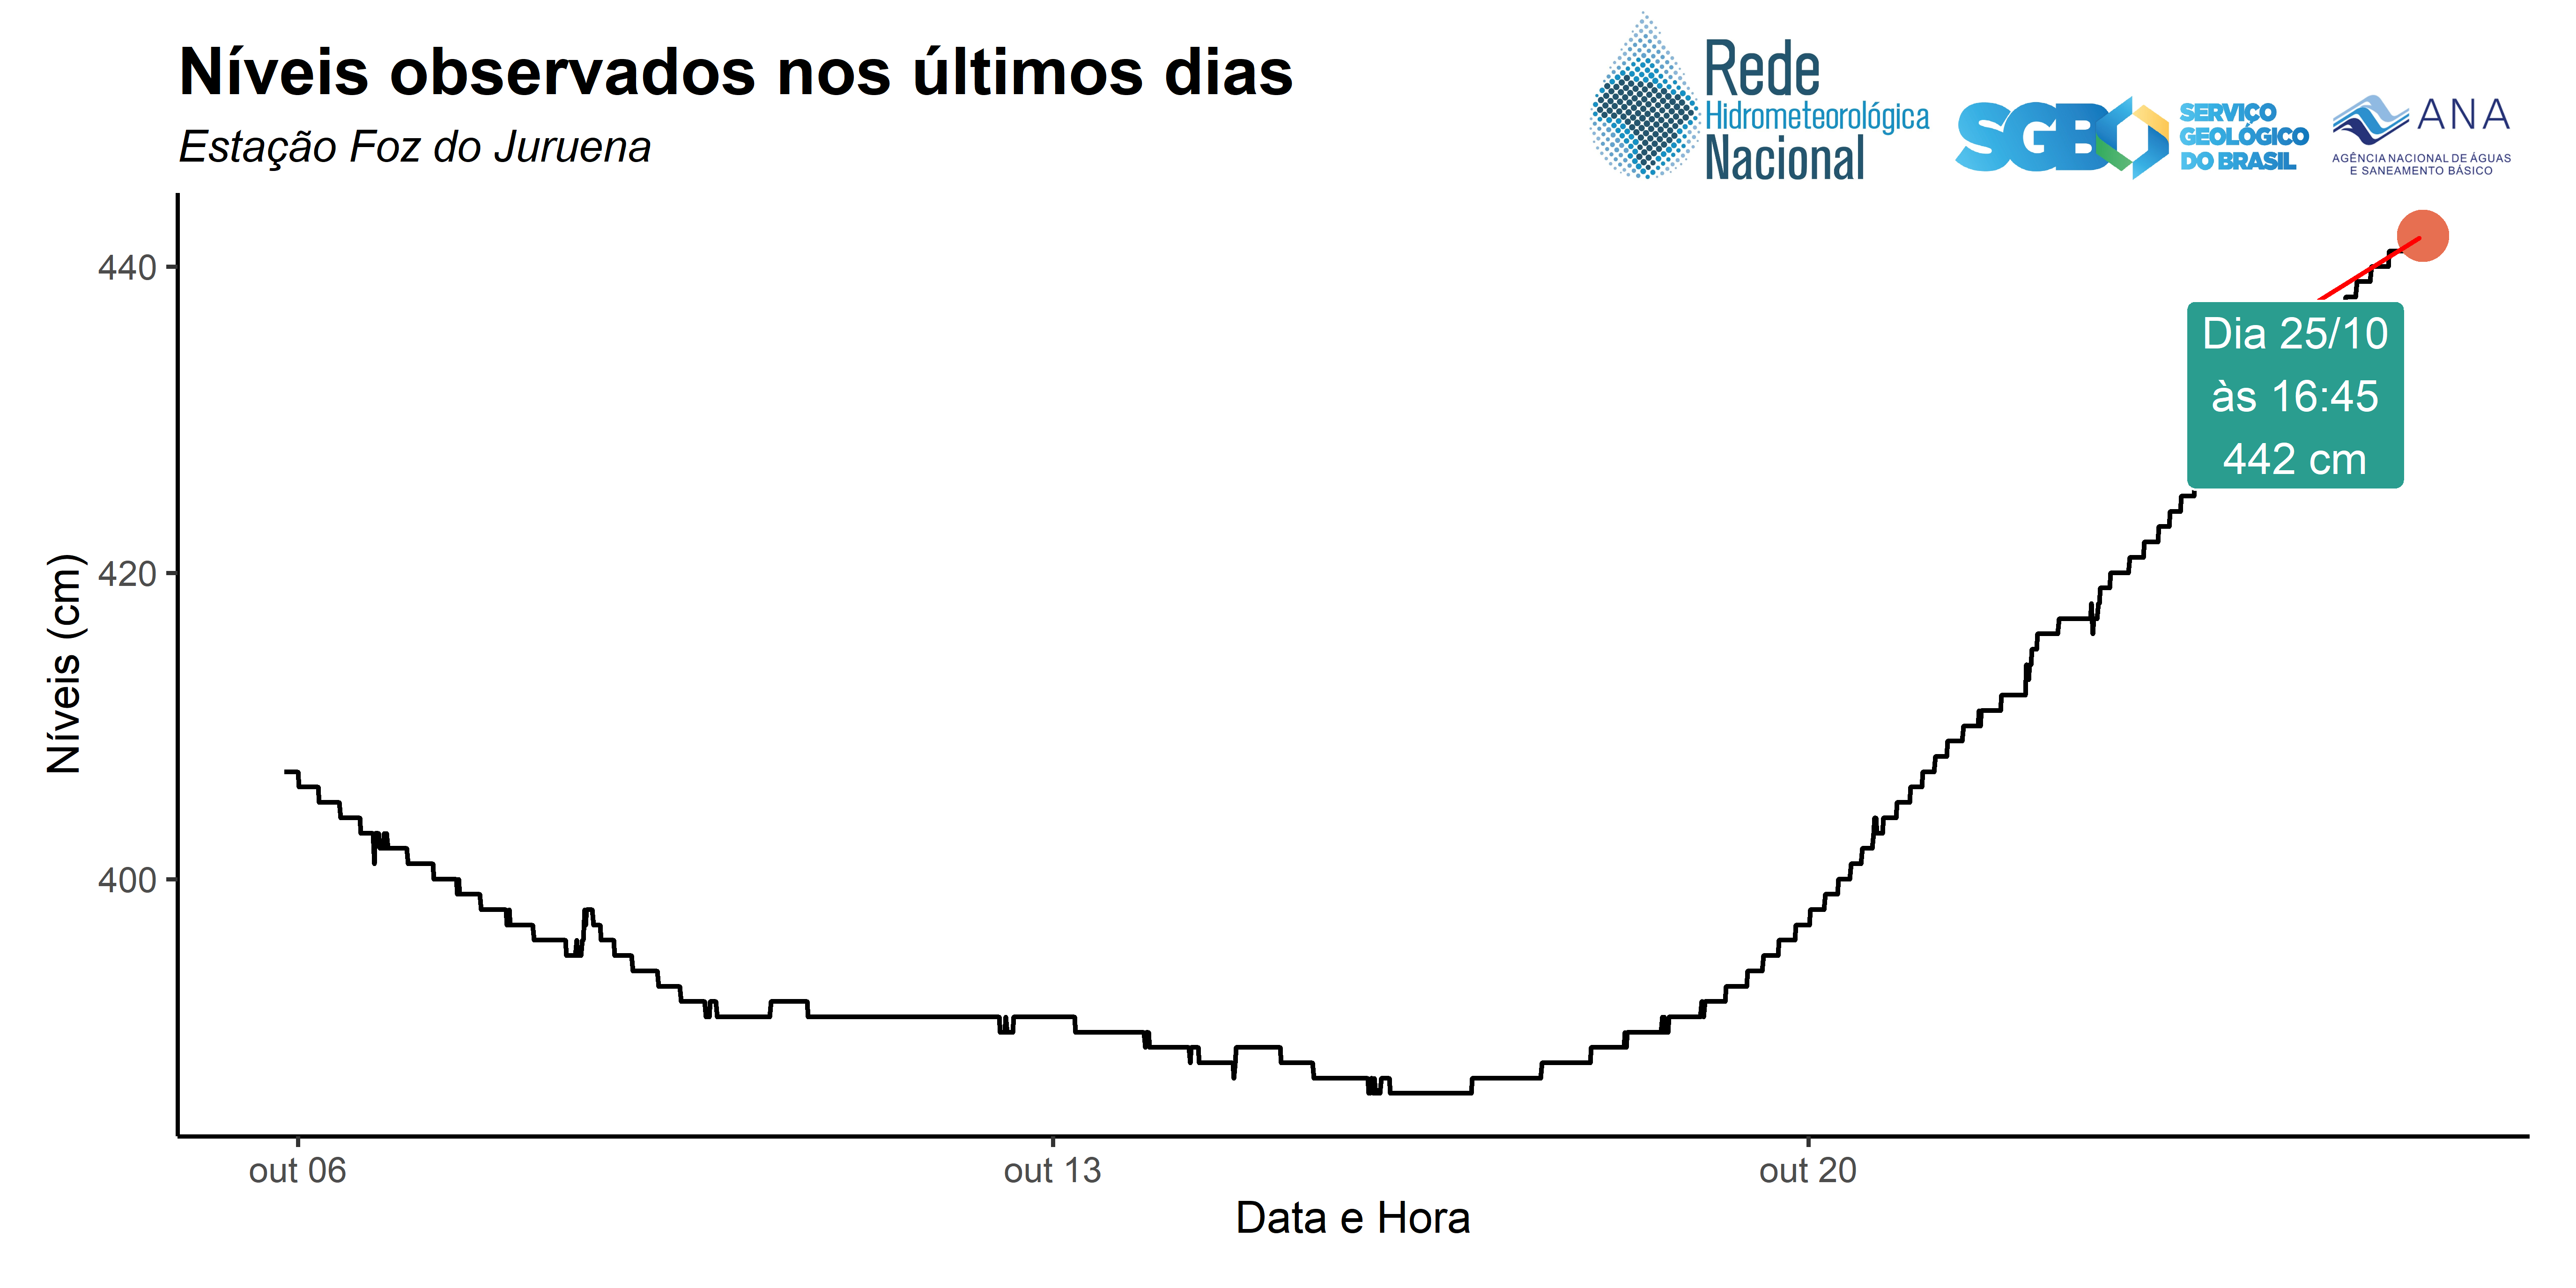 Níveis observados nos últimos dias
Estação Foz do Juruena
Rede
Hidrometeorológica
Nacional
SGB
SERVIÇO
GEOLÓGICO
DO BRASIL
ANA
AGÊNCIA NACIONAL DE ÁGUAS
E SANEAMENTO BÁSICO
Níveis (cm)
440
420
400
Dia 25/10
às 16:45
442 cm
out 06
out 13
out 20
Data e Hora